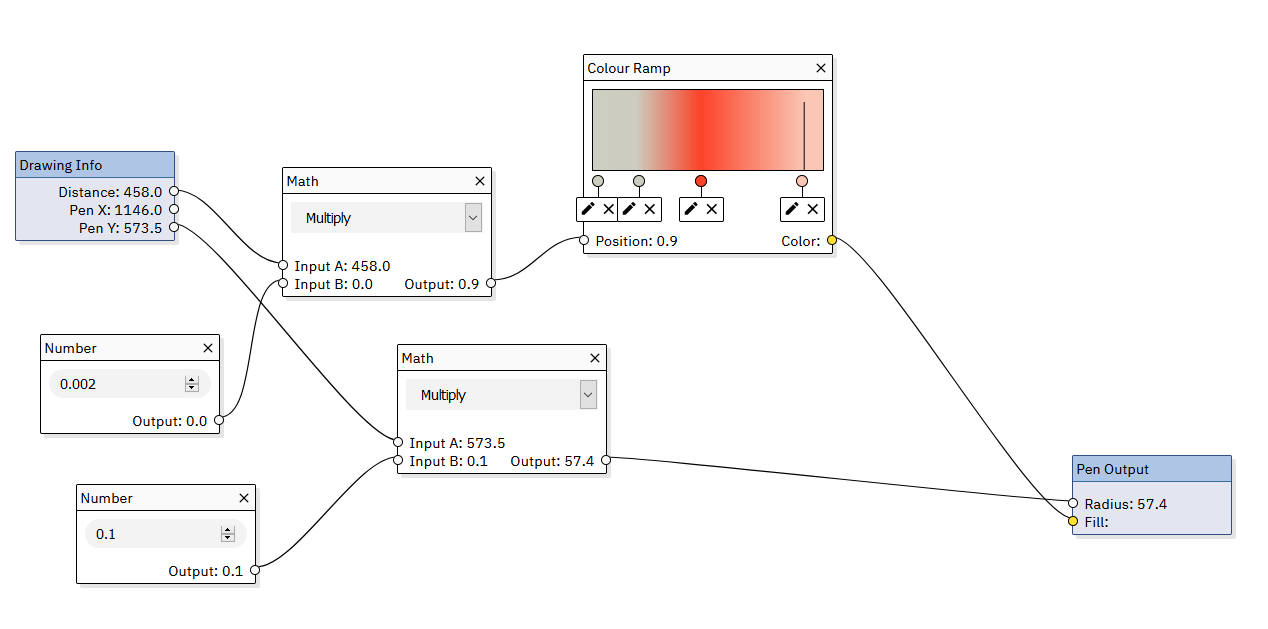 Colour Ramp
Position: 0.9 Color:
Drawing Info
Distance: 458.0
Pen X: 1146.0
Pen Y: 573.5
Math
Multiply
Input A: 458.0
Input B: 0.0 Output: 0.9
Number
0.002
Output: 0.0
Math
Multiply
Input A: 573.5
Input B: 0.1 Output: 57.4
Number
0.1
Output: 0.1
Pen Output
Radius: 57.4
Fill: